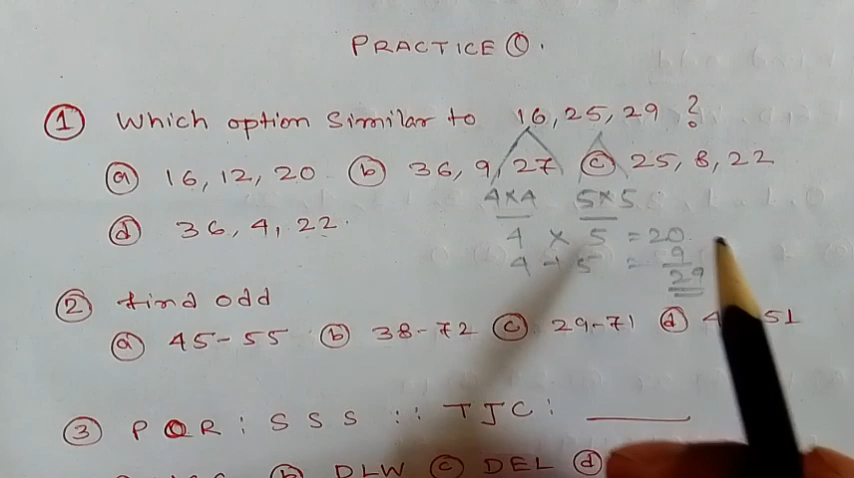 PRACTICE ①.
① Which option Similar to 16, 25, 29 ?
ⓐ 16, 12, 20 ⓑ 36, 9, 27 ⓒ 25, 8, 22
4×4 5×5
ⓓ 36, 4, 22.
4 × 5 = 20
4 + 5 = 9
29
② find odd
ⓐ 45-55 ⓑ 38-72 ⓒ 29-71 ⓓ 51
③ PQR : SSS :: TJC : ______
ⓑ DLW ⓒ DEL ⓓ